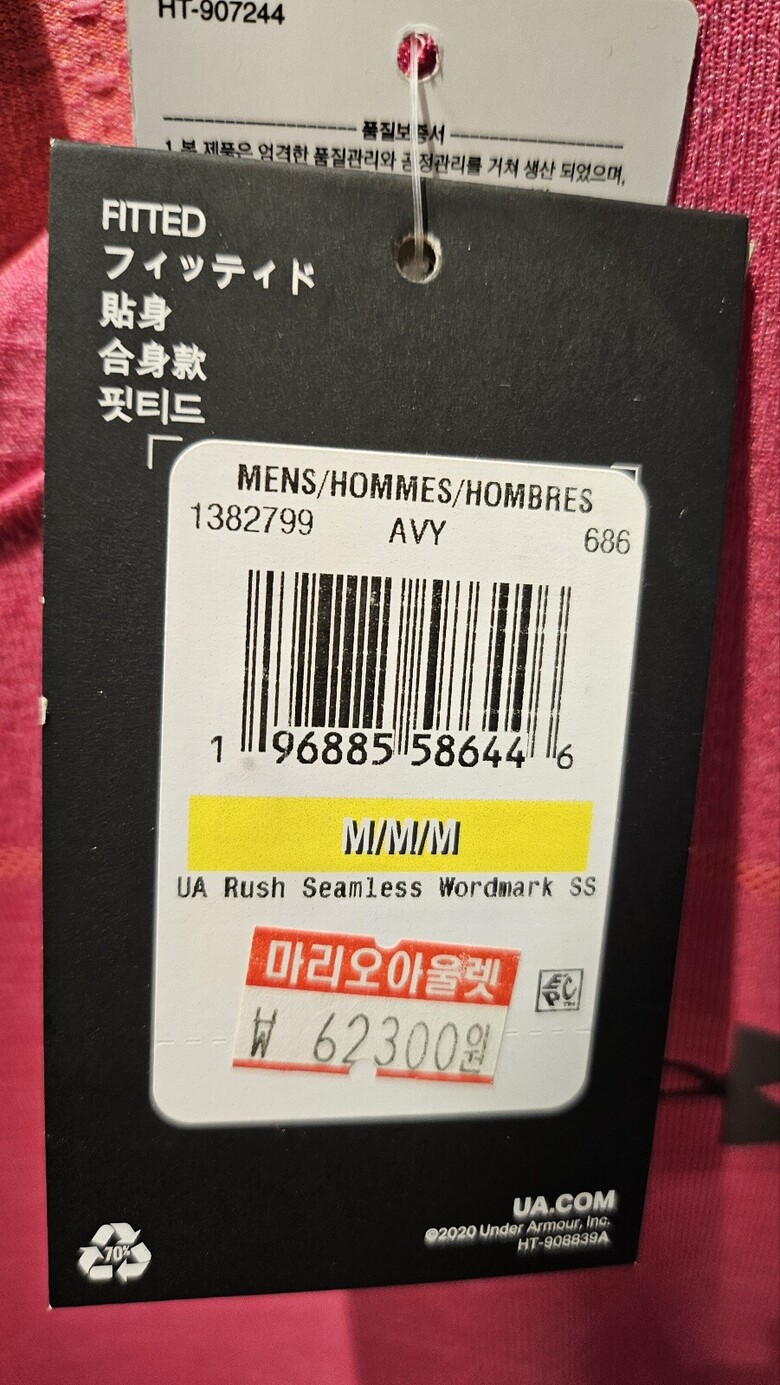 HT-907244
품질보증서
1. 본 제품은 엄격한 품질관리와 공정관리를 거쳐 생산 되었으며,
FITTED
フィッティド
貼身
合身款
핏티드
MENS/HOMMES/HOMBRES
1382799 AVY 686
1 96885 58644 6
M/M/M
UA Rush Seamless Wordmark SS
마리오아울렛
₩ 62300원
EPC
UA.COM
©2020 Under Armour, Inc.
HT-908839A
70%